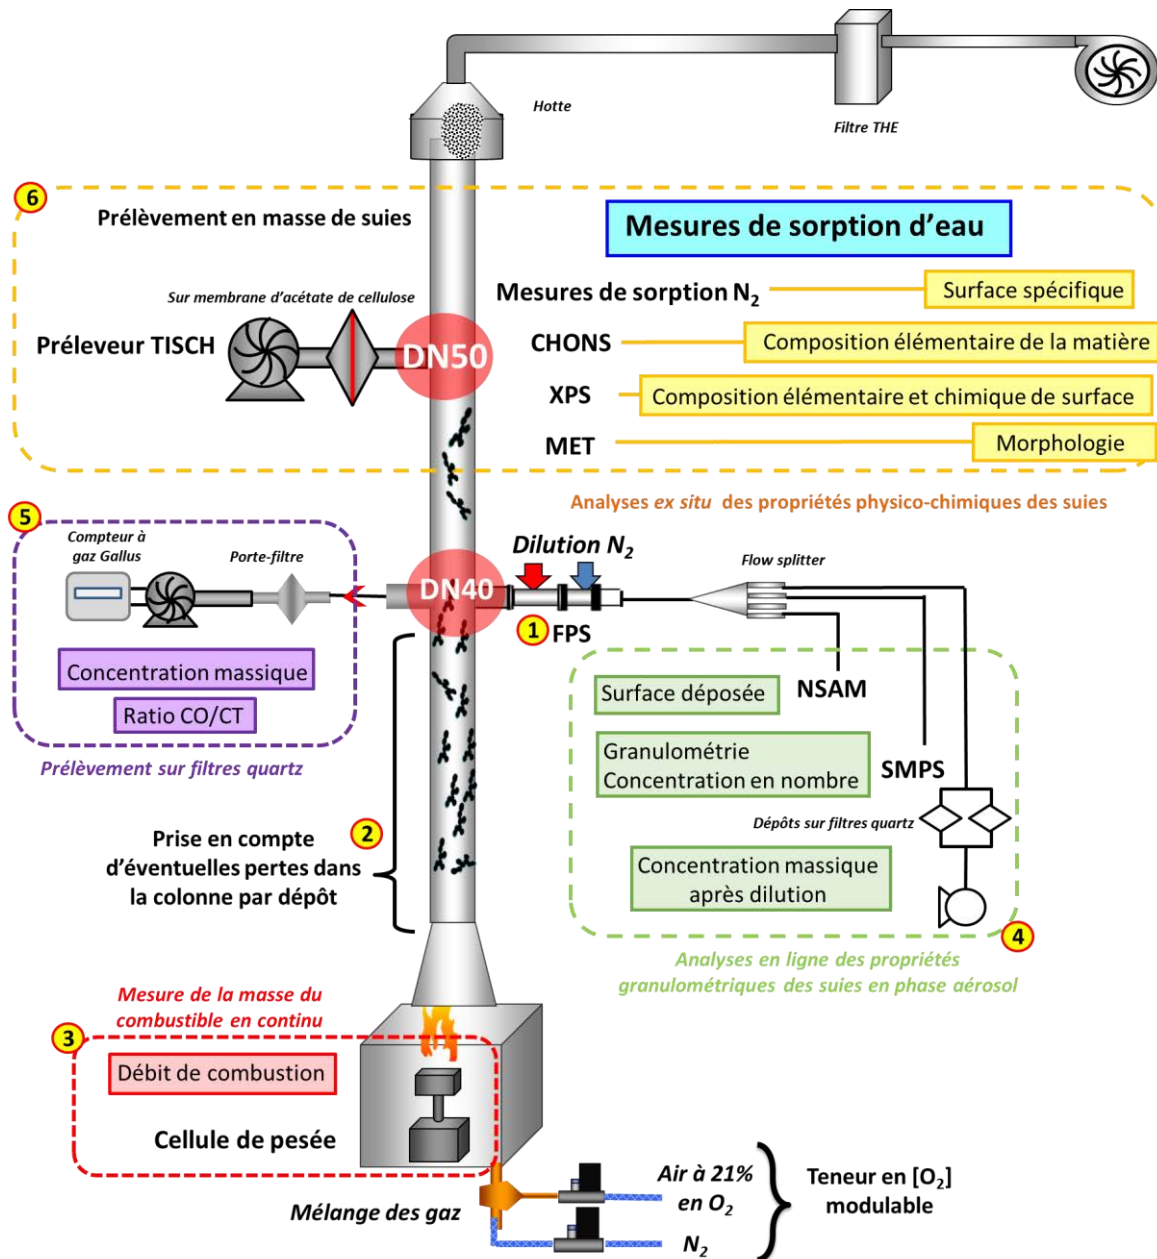 Hotte
Filtre THE
6
Prélèvement en masse de suies
Mesures de sorption d'eau
Sur membrane d'acétate de cellulose
Préleveur TISCH
DN50
Mesures de sorption N2
Surface spécifique
CHONS
Composition élémentaire de la matière
XPS
Composition élémentaire et chimique de surface
MET
Morphologie
Analyses ex situ des propriétés physico-chimiques des suies
5
Compteur à
gaz Gallus
Porte-filtre
DN40
Dilution N2
Flow splitter
1
FPS
Concentration massique
Ratio CO/CT
Prélèvement sur filtres quartz
Surface déposée
NSAM
Granulométrie
Concentration en nombre
SMPS
Dépôts sur filtres quartz
Concentration massique
après dilution
4
Analyses en ligne des propriétés
granulométriques des suies en phase aérosol
2
Prise en compte
d'éventuelles pertes dans
la colonne par dépôt
Mesure de la masse du
combustible en continu
3
Débit de combustion
Cellule de pesée
Mélange des gaz
Air à 21%
en O2
N2
Teneur en [O2]
modulable